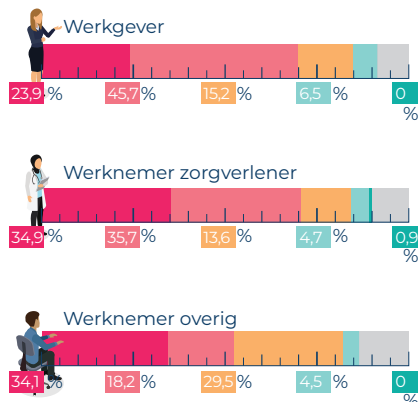 Werkgever
23,9 % 45,7 % 15,2 % 6,5 % 0 %
Werknemer zorgverlener
34,9 % 35,7 % 13,6 % 4,7 % 0,9 %
Werknemer overig
34,1 % 18,2 % 29,5 % 4,5 % 0 %